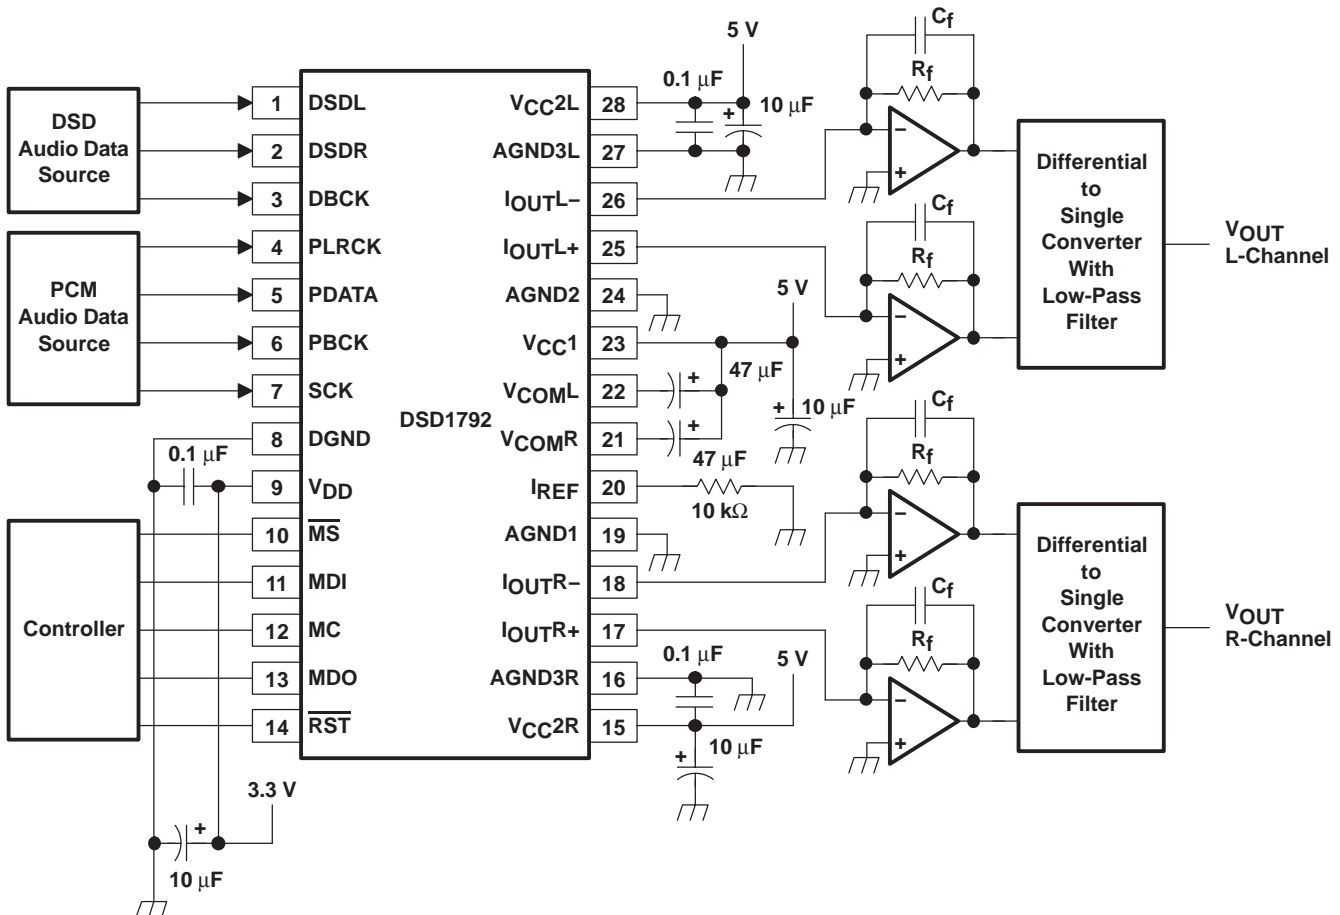 DSD
Audio Data
Source
PCM
Audio Data
Source
Controller
0.1 μF
10 μF
3.3 V
1 DSDL
2 DSDR
3 DBCK
4 PLRCK
5 PDATA
6 PBCK
7 SCK
8 DGND
9 VDD
10 M̅S̅
11 MDI
12 MC
13 MDO
14 R̅S̅T̅
DSD1792
VCC2L 28
AGND3L 27
IOUTL– 26
IOUTL+ 25
AGND2 24
VCC1 23
VCOML 22
VCOMR 21
IREF 20
AGND1 19
IOUTR– 18
IOUTR+ 17
AGND3R 16
VCC2R 15
5 V
0.1 μF
+
10 μF
5 V
47 μF
+
+
47 μF
+
10 μF
10 kΩ
0.1 μF
5 V
+
10 μF
+
Cf
Rf
–
+
Cf
Rf
–
+
Cf
Rf
–
+
Cf
Rf
–
+
Differential
to
Single
Converter
With
Low-Pass
Filter
VOUT
L-Channel
Differential
to
Single
Converter
With
Low-Pass
Filter
VOUT
R-Channel